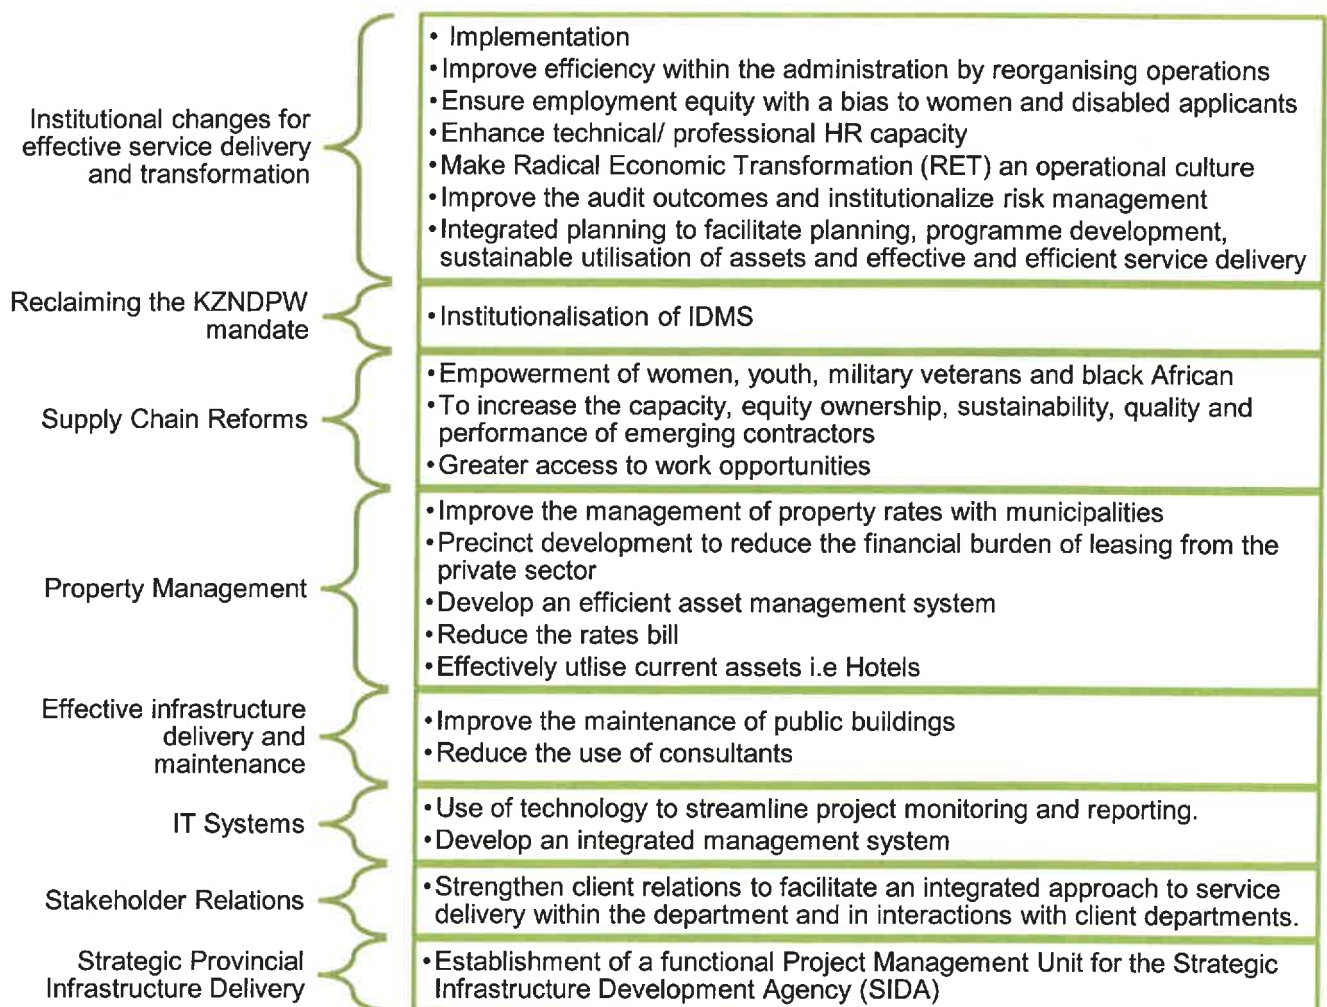 Institutional changes for
effective service delivery
and transformation
• Implementation
• Improve efficiency within the administration by reorganising operations
• Ensure employment equity with a bias to women and disabled applicants
• Enhance technical/ professional HR capacity
• Make Radical Economic Transformation (RET) an operational culture
• Improve the audit outcomes and institutionalize risk management
• Integrated planning to facilitate planning, programme development,
sustainable utilisation of assets and effective and efficient service delivery
Reclaiming the KZNDPW
mandate
• Institutionalisation of IDMS
Supply Chain Reforms
• Empowerment of women, youth, military veterans and black African
• To increase the capacity, equity ownership, sustainability, quality and
performance of emerging contractors
• Greater access to work opportunities
Property Management
• Improve the management of property rates with municipalities
• Precinct development to reduce the financial burden of leasing from the
private sector
• Develop an efficient asset management system
• Reduce the rates bill
• Effectively utlise current assets i.e Hotels
Effective infrastructure
delivery and
maintenance
• Improve the maintenance of public buildings
• Reduce the use of consultants
IT Systems
• Use of technology to streamline project monitoring and reporting.
• Develop an integrated management system
Stakeholder Relations
• Strengthen client relations to facilitate an integrated approach to service
delivery within the department and in interactions with client departments.
Strategic Provincial
Infrastructure Delivery
• Establishment of a functional Project Management Unit for the Strategic
Infrastructure Development Agency (SIDA)